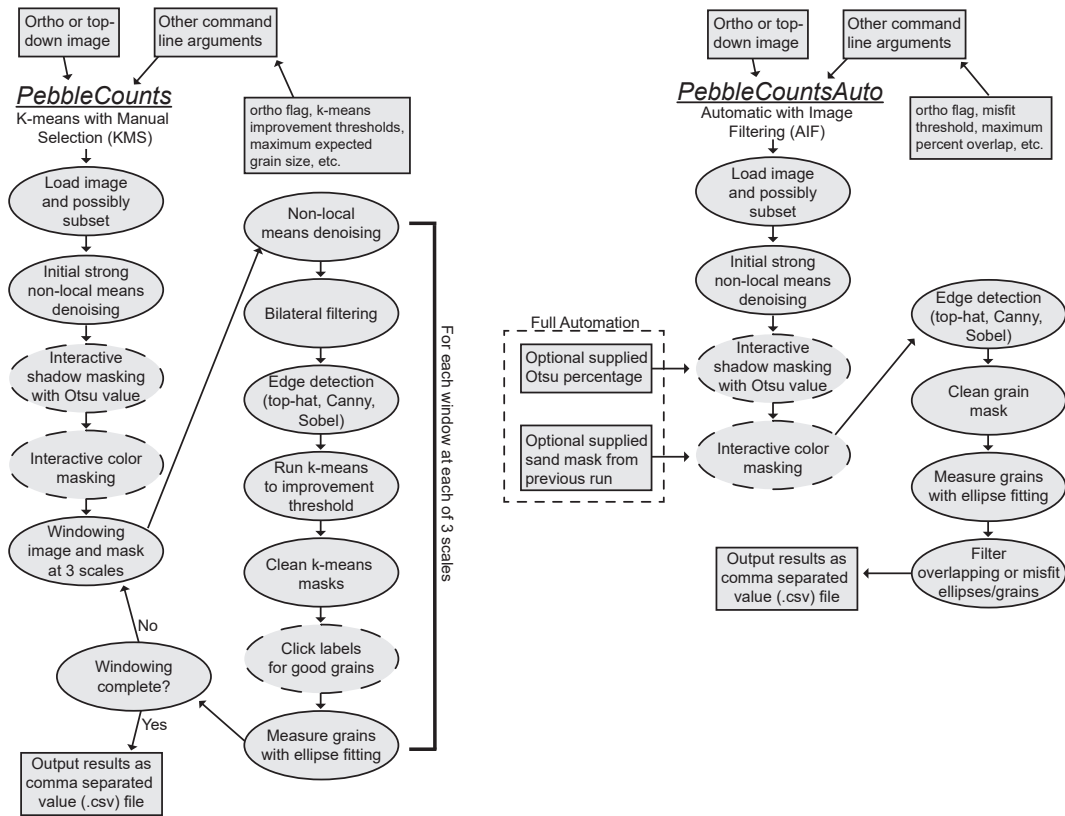 Ortho or top-
down image
Other command
line arguments
PebbleCounts
K-means with Manual
Selection (KMS)
ortho flag, k-means
improvement thresholds,
maximum expected
grain size, etc.
Load image
and possibly
subset
Initial strong
non-local means
denoising
Interactive
shadow masking
with Otsu value
Interactive color
masking
Windowing
image and mask
at 3 scales
Non-local
means denoising
Bilateral filtering
Edge detection
(top-hat, Canny,
Sobel)
Run k-means
to improvement
threshold
Clean k-means
masks
Click labels
for good grains
Measure grains
with ellipse fitting
For each window at each of 3 scales
No
Windowing
complete?
Yes
Output results as
comma separated
value (.csv) file
Ortho or top-
down image
Other command
line arguments
PebbleCountsAuto
Automatic with Image
Filtering (AIF)
ortho flag, misfit
threshold, maximum
percent overlap, etc.
Load image
and possibly
subset
Initial strong
non-local means
denoising
Full Automation
Optional supplied
Otsu percentage
Interactive
shadow masking
with Otsu value
Optional supplied
sand mask from
previous run
Interactive color
masking
Edge detection
(top-hat, Canny,
Sobel)
Clean grain
mask
Measure grains
with ellipse fitting
Filter
overlapping or misfit
ellipses/grains
Output results as
comma separated
value (.csv) file